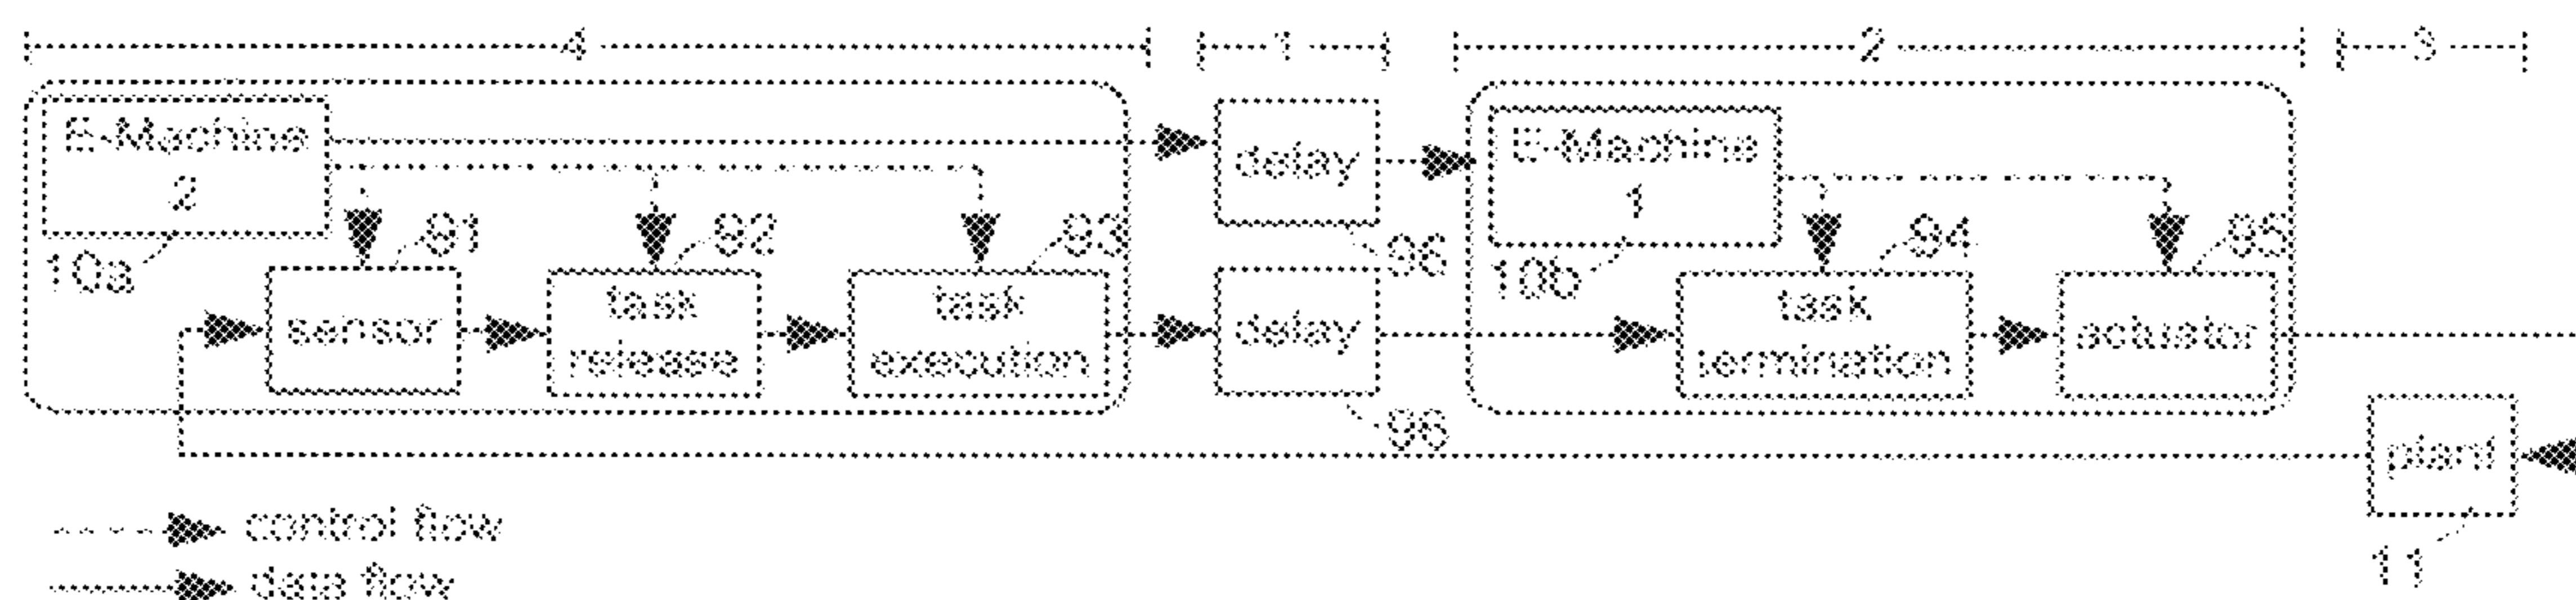 4 1 2 3
E-Machine
2
delay
E-Machine
1
91 92 93 96 94 95
10a 10b
sensor
task
release
task
execution
delay
task
termination
actuator
96
plant
control flow
data flow
11